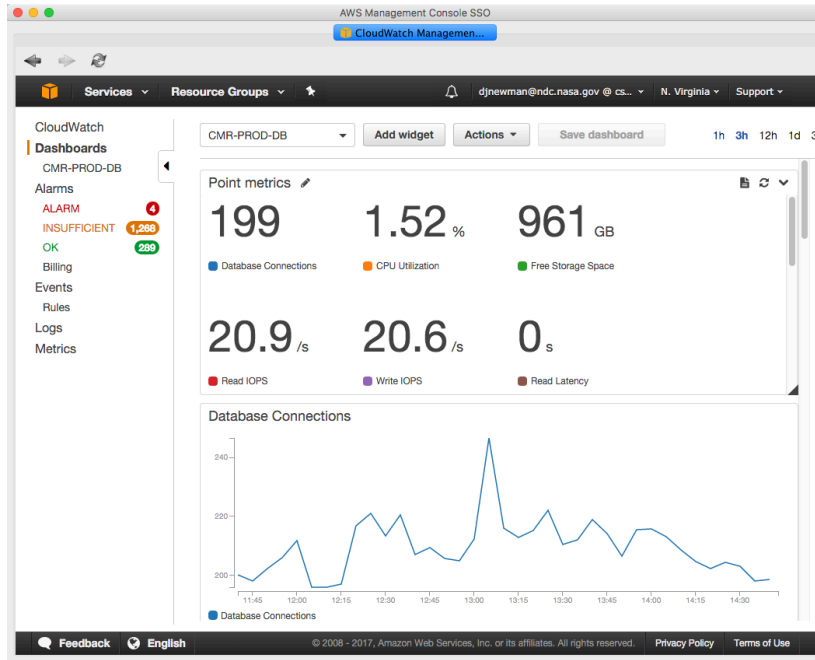 AWS Management Console SSO
CloudWatch Managemen...
Services
Resource Groups
djnewman@ndc.nasa.gov @ cs...
N. Virginia
Support
CloudWatch
Dashboards
CMR-PROD-DB
Alarms
ALARM 4
INSUFFICIENT 1,268
OK 289
Billing
Events
Rules
Logs
Metrics
CMR-PROD-DB
Add widget
Actions
Save dashboard
1h 3h 12h 1d 3
Point metrics
199 1.52 % 961 GB
Database Connections CPU Utilization Free Storage Space
20.9 /s 20.6 /s 0 s
Read IOPS Write IOPS Read Latency
Database Connections
240
220
200
11:45 12:00 12:15 12:30 12:45 13:00 13:15 13:30 13:45 14:00 14:15 14:30
Database Connections
Feedback
English
© 2008 - 2017, Amazon Web Services, Inc. or its affiliates. All rights reserved.
Privacy Policy
Terms of Use